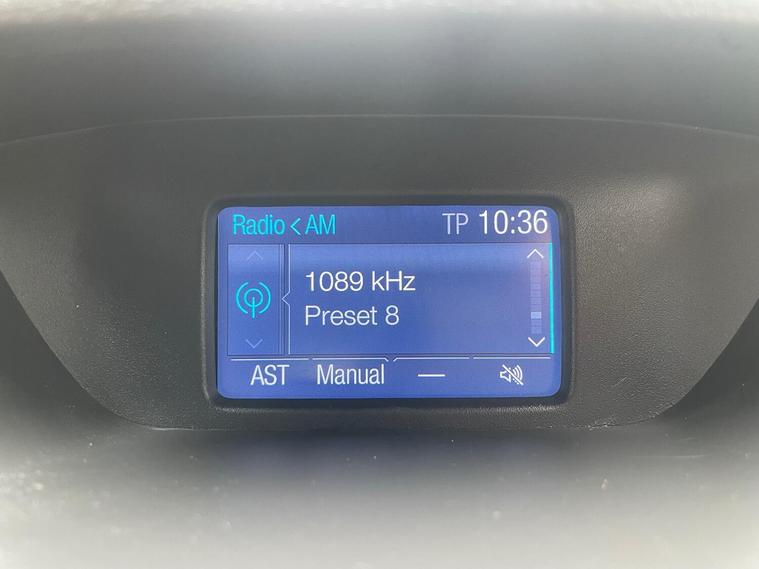 Radio < AM TP 10:36
1089 kHz
Preset 8
AST Manual —